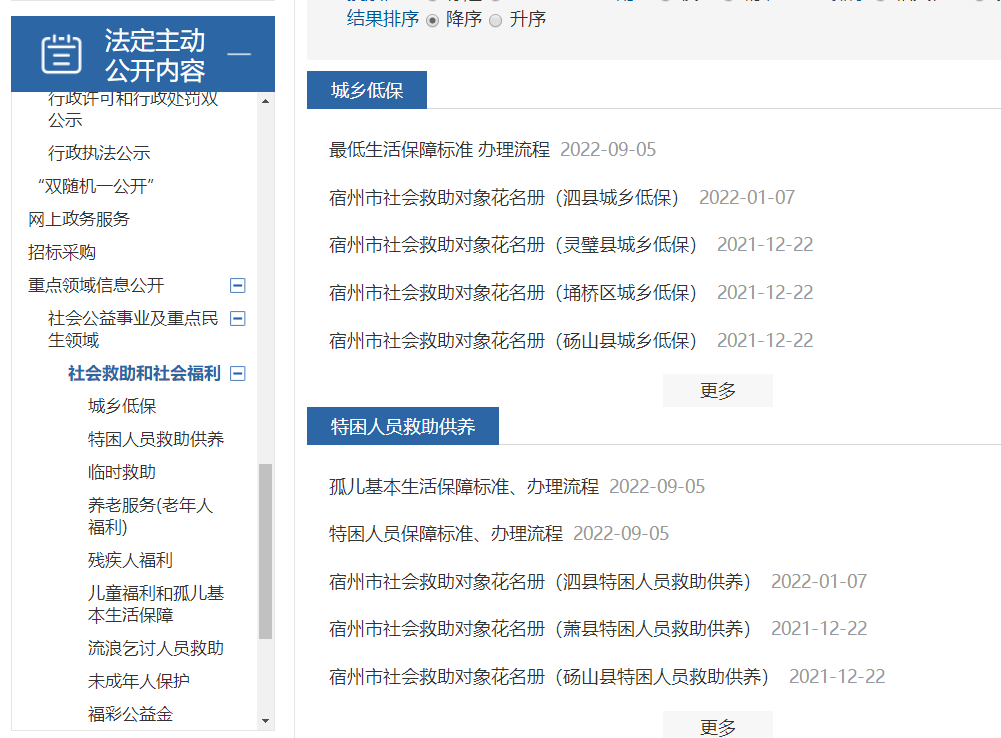 结果排序 降序 升序
法定主动
公开内容
行政许可和行政处罚双
公示
行政执法公示
“双随机一公开”
网上政务服务
招标采购
重点领域信息公开
社会公益事业及重点民
生领域
社会救助和社会福利
城乡低保
特困人员救助供养
临时救助
养老服务(老年人
福利)
残疾人福利
儿童福利和孤儿基
本生活保障
流浪乞讨人员救助
未成年人保护
福彩公益金
城乡低保
最低生活保障标准 办理流程 2022-09-05
宿州市社会救助对象花名册（泗县城乡低保） 2022-01-07
宿州市社会救助对象花名册（灵璧县城乡低保） 2021-12-22
宿州市社会救助对象花名册（埇桥区城乡低保） 2021-12-22
宿州市社会救助对象花名册（砀山县城乡低保） 2021-12-22
更多
特困人员救助供养
孤儿基本生活保障标准、办理流程 2022-09-05
特困人员保障标准、办理流程 2022-09-05
宿州市社会救助对象花名册（泗县特困人员救助供养） 2022-01-07
宿州市社会救助对象花名册（萧县特困人员救助供养） 2021-12-22
宿州市社会救助对象花名册（砀山县特困人员救助供养） 2021-12-22
更多